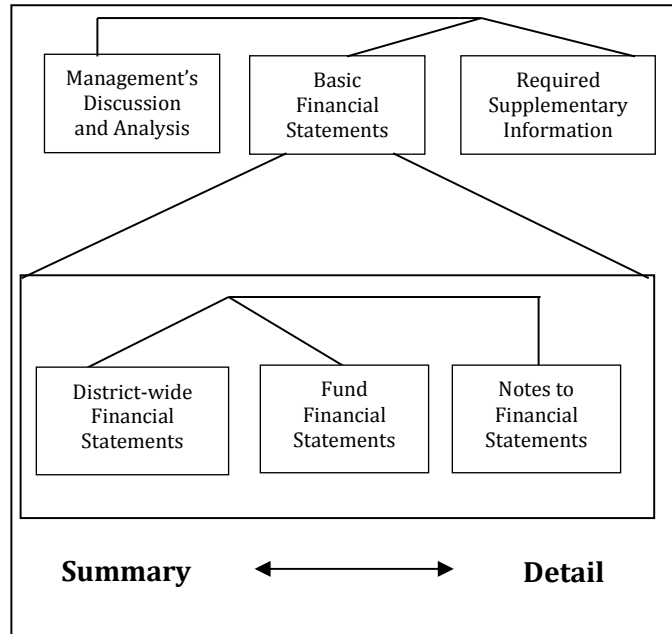 Management’s
Discussion
and Analysis
Basic
Financial
Statements
Required
Supplementary
Information
District-wide
Financial
Statements
Fund
Financial
Statements
Notes to
Financial
Statements
Summary
Detail